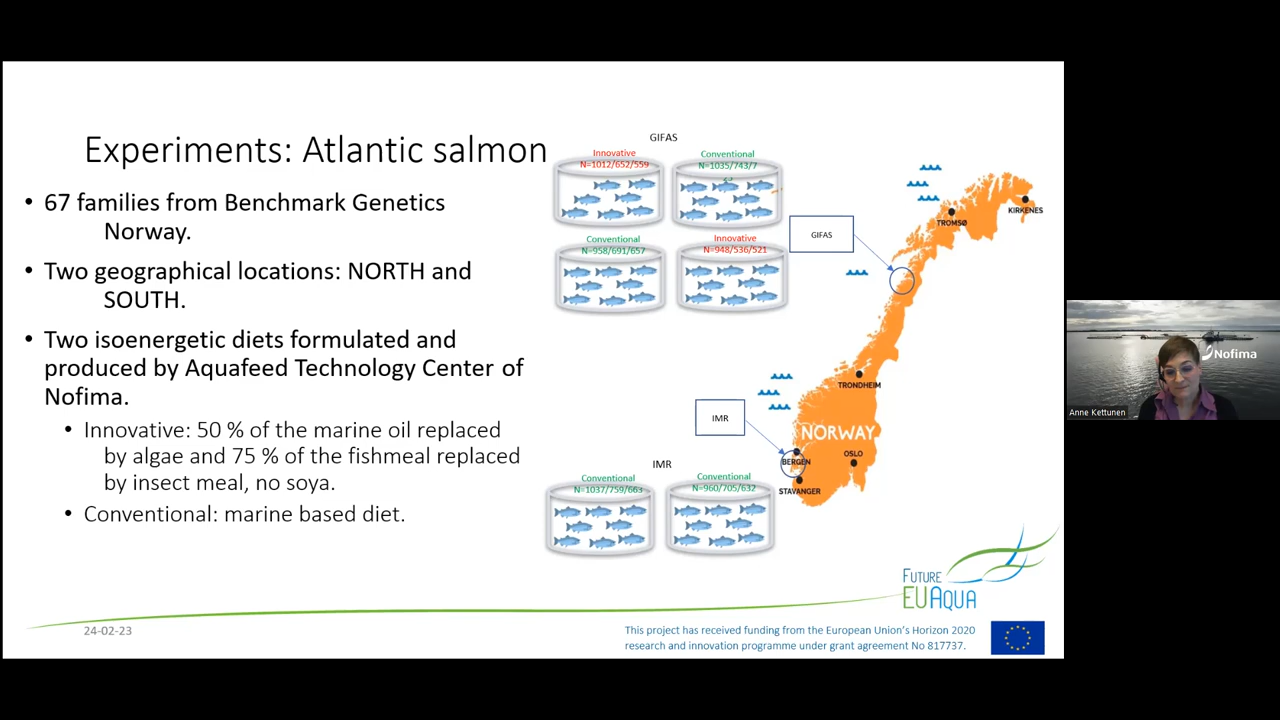 Experiments: Atlantic salmon
• 67 families from Benchmark Genetics
Norway.
• Two geographical locations: NORTH and
SOUTH.
• Two isoenergetic diets formulated and
produced by Aquafeed Technology Center of
Nofima.
• Innovative: 50 % of the marine oil replaced
by algae and 75 % of the fishmeal replaced
by insect meal, no soya.
• Conventional: marine based diet.
GIFAS
Innovative
N=1012/652/559
Conventional
N=1035/743/7
Conventional
N=958/691/657
Innovative
N=948/536/521
IMR
Conventional
N=1037/759/663
Conventional
N=960/705/632
GIFAS
IMR
KIRKENES
TROMSØ
TRONDHEIM
NORWAY
BERGEN
OSLO
STAVANGER
FUTURE
EUAQUA
24-02-23
This project has received funding from the European Union's Horizon 2020
research and innovation programme under grant agreement No 817737.
Nofima
Anne Kettunen